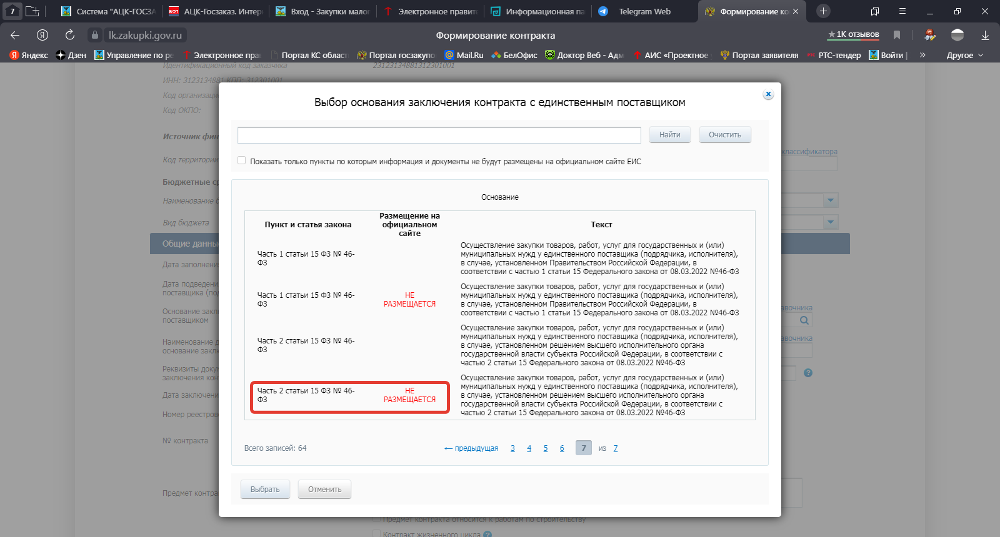 7
Система "АЦК-ГОСЗА
АЦК-Госзаказ. Интер
Вход - Закупки малог
Электронное правите
Информационная па
Telegram Web
Формирование ко
lk.zakupki.gov.ru
Формирование контракта
1К отзывов
Яндекс
Дзен
Управление по ре
Электронное прав
Портал КС област
Портал госзакупо
Mail.Ru
БелОфис
Доктор Веб - Адм
АИС «Проектное
Портал заявителя
РТС-тендер
Войти |
»
Другое
Идентификационный код заказчика
23123134881312301001
ИНН: 3123134881 КПП: 312301001
Код организаци
Код ОКПО:
Источник фин
Код территории
классификатора
Бюджетные ср
Наименование б
Вид бюджета
Общие данны
Дата заполнения
Дата подведени
поставщика (под
Основание закл
поставщиком
авочника
Наименование д
основание закл
авочника
Реквизиты доку
заключения кон
Дата заключени
Номер реестров
№ контракта
Предмет контра
Выбор основания заключения контракта с единственным поставщиком
Найти
Очистить
Показать только пункты по которым информация и документы не будут размещены на официальном сайте ЕИС
Основание
Пункт и статья закона
Размещение на
официальном
сайте
Текст
Часть 1 статьи 15 ФЗ № 46-
ФЗ
Осуществление закупки товаров, работ, услуг для государственных и (или)
муниципальных нужд у единственного поставщика (подрядчика, исполнителя),
в случае, установленном Правительством Российской Федерации, в
соответствии с частью 1 статьи 15 Федерального закона от 08.03.2022 №46-ФЗ
Часть 1 статьи 15 ФЗ № 46-
ФЗ
НЕ
РАЗМЕЩАЕТСЯ
Осуществление закупки товаров, работ, услуг для государственных и (или)
муниципальных нужд у единственного поставщика (подрядчика, исполнителя),
в случае, установленном Правительством Российской Федерации, в
соответствии с частью 1 статьи 15 Федерального закона от 08.03.2022 №46-ФЗ
Часть 2 статьи 15 ФЗ № 46-
ФЗ
Осуществление закупки товаров, работ, услуг для государственных и (или)
муниципальных нужд у единственного поставщика (подрядчика, исполнителя),
в случае, установленном решением высшего исполнительного органа
государственной власти субъекта Российской Федерации, в соответствии с
частью 2 статьи 15 Федерального закона от 08.03.2022 №46-ФЗ
Часть 2 статьи 15 ФЗ № 46-
ФЗ
НЕ
РАЗМЕЩАЕТСЯ
Осуществление закупки товаров, работ, услуг для государственных и (или)
муниципальных нужд у единственного поставщика (подрядчика, исполнителя),
в случае, установленном решением высшего исполнительного органа
государственной власти субъекта Российской Федерации, в соответствии с
частью 2 статьи 15 Федерального закона от 08.03.2022 №46-ФЗ
Всего записей: 64
← предыдущая 3 4 5 6 7 из 7
Выбрать
Отменить
Предмет контракта относится к работам по строительству
Контракт жизненного цикла